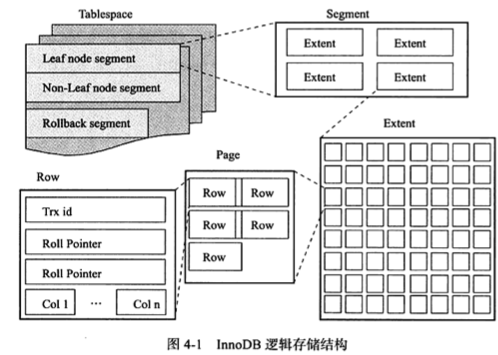 Tablespace
Segment
Leaf node segment
Non-Leaf node segment
Rollback segment
Extent Extent
Extent Extent
Extent
Page
Row Row
Row Row
Row
Row
Trx id
Roll Pointer
Roll Pointer
Col 1 … Col n
图 4-1 InnoDB 逻辑存储结构